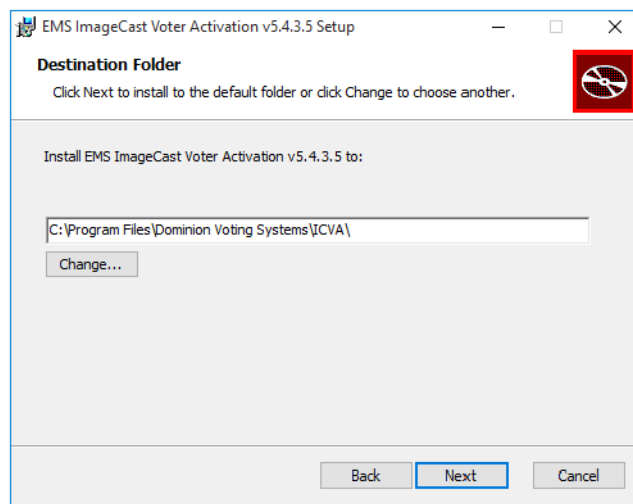 EMS ImageCast Voter Activation v5.4.3.5 Setup
Destination Folder
Click Next to install to the default folder or click Change to choose another.
Install EMS ImageCast Voter Activation v5.4.3.5 to:
C:\Program Files\Dominion Voting Systems\ICVA\
Change...
Back Next Cancel